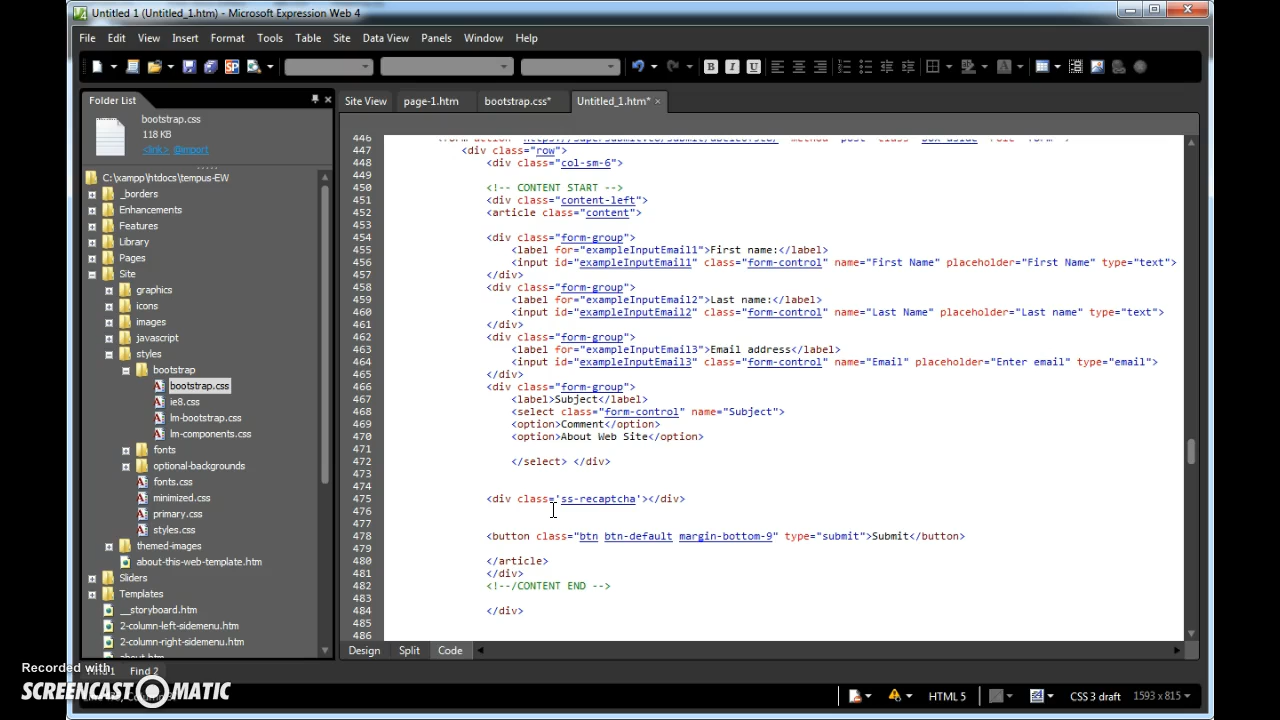 Untitled 1 (Untitled_1.htm) - Microsoft Expression Web 4
File Edit View Insert Format Tools Table Site Data View Panels Window Help
Folder List
Site View page-1.htm bootstrap.css* Untitled_1.htm*
bootstrap.css
118 KB
<link> @import
C:\xampp\htdocs\tempus-EW
_borders
Enhancements
Features
Library
Pages
Site
graphics
icons
images
javascript
styles
bootstrap
bootstrap.css
ie8.css
lm-bootstrap.css
lm-components.css
fonts
optional-backgrounds
fonts.css
minimized.css
primary.css
styles.css
themed-images
about-this-web-template.htm
Sliders
Templates
__storyboard.htm
2-column-left-sidemenu.htm
2-column-right-sidemenu.htm
446
447 <div class="row">
448 <div class="col-sm-6">
449
450 <!-- CONTENT START -->
451 <div class="content-left">
452 <article class="content">
453
454 <div class="form-group">
455 <label for="exampleInputEmail1">First name:</label>
456 <input id="exampleInputEmail1" class="form-control" name="First Name" placeholder="First Name" type="text">
457 </div>
458 <div class="form-group">
459 <label for="exampleInputEmail2">Last name:</label>
460 <input id="exampleInputEmail2" class="form-control" name="Last Name" placeholder="Last name" type="text">
461 </div>
462 <div class="form-group">
463 <label for="exampleInputEmail3">Email address</label>
464 <input id="exampleInputEmail3" class="form-control" name="Email" placeholder="Enter email" type="email">
465 </div>
466 <div class="form-group">
467 <label>Subject</label>
468 <select class="form-control" name="Subject">
469 <option>Comment</option>
470 <option>About Web Site</option>
471
472 </select> </div>
473
474
475 <div class='ss-recaptcha'></div>
476
477
478 <button class="btn btn-default margin-bottom-9" type="submit">Submit</button>
479
480 </article>
481 </div>
482 <!--/CONTENT END -->
483
484 </div>
485
486
Design Split Code
Find 1 Find 2
Recorded with
SCREENCAST-O-MATIC
HTML 5 CSS 3 draft 1593 x 815